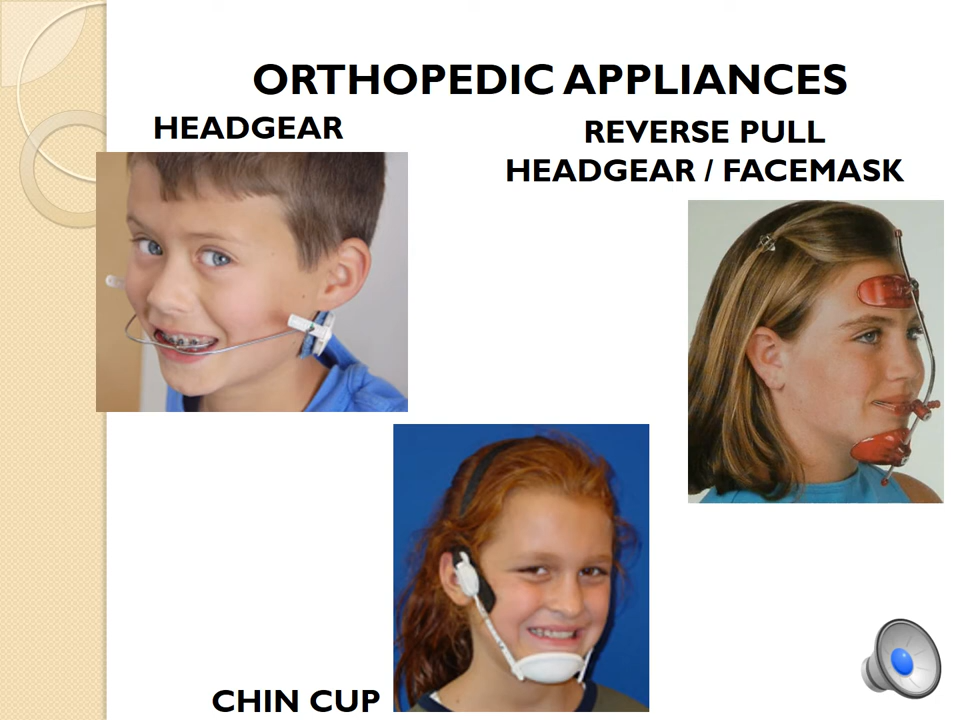 ORTHOPEDIC APPLIANCES
HEADGEAR
REVERSE PULL
HEADGEAR / FACEMASK
CHIN CUP